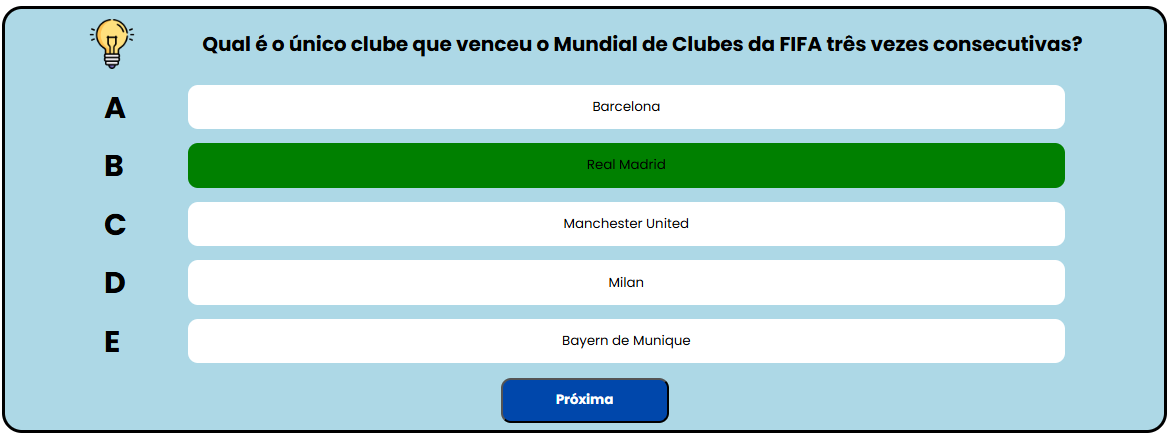 Qual é o único clube que venceu o Mundial de Clubes da FIFA três vezes consecutivas?
A Barcelona
B Real Madrid
C Manchester United
D Milan
E Bayern de Munique
Próxima